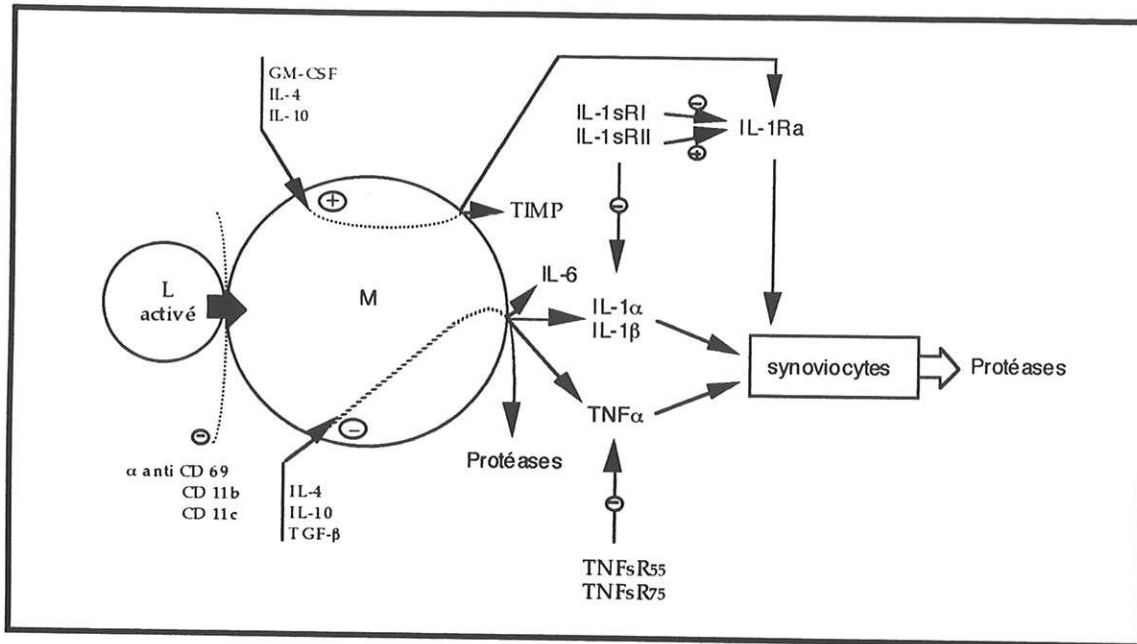 GM-CSF
IL-4
IL-10
IL-1sRI
IL-1sRII
⊖
⊕
IL-1Ra
⊕
TIMP
⊖
L
activé
M
IL-6
IL-1α
IL-1β
synoviocytes
Protéases
TNFα
⊖
⊖
Protéases
α anti CD 69
CD 11b
CD 11c
IL-4
IL-10
TGF-β
⊖
TNFsR55
TNFsR75